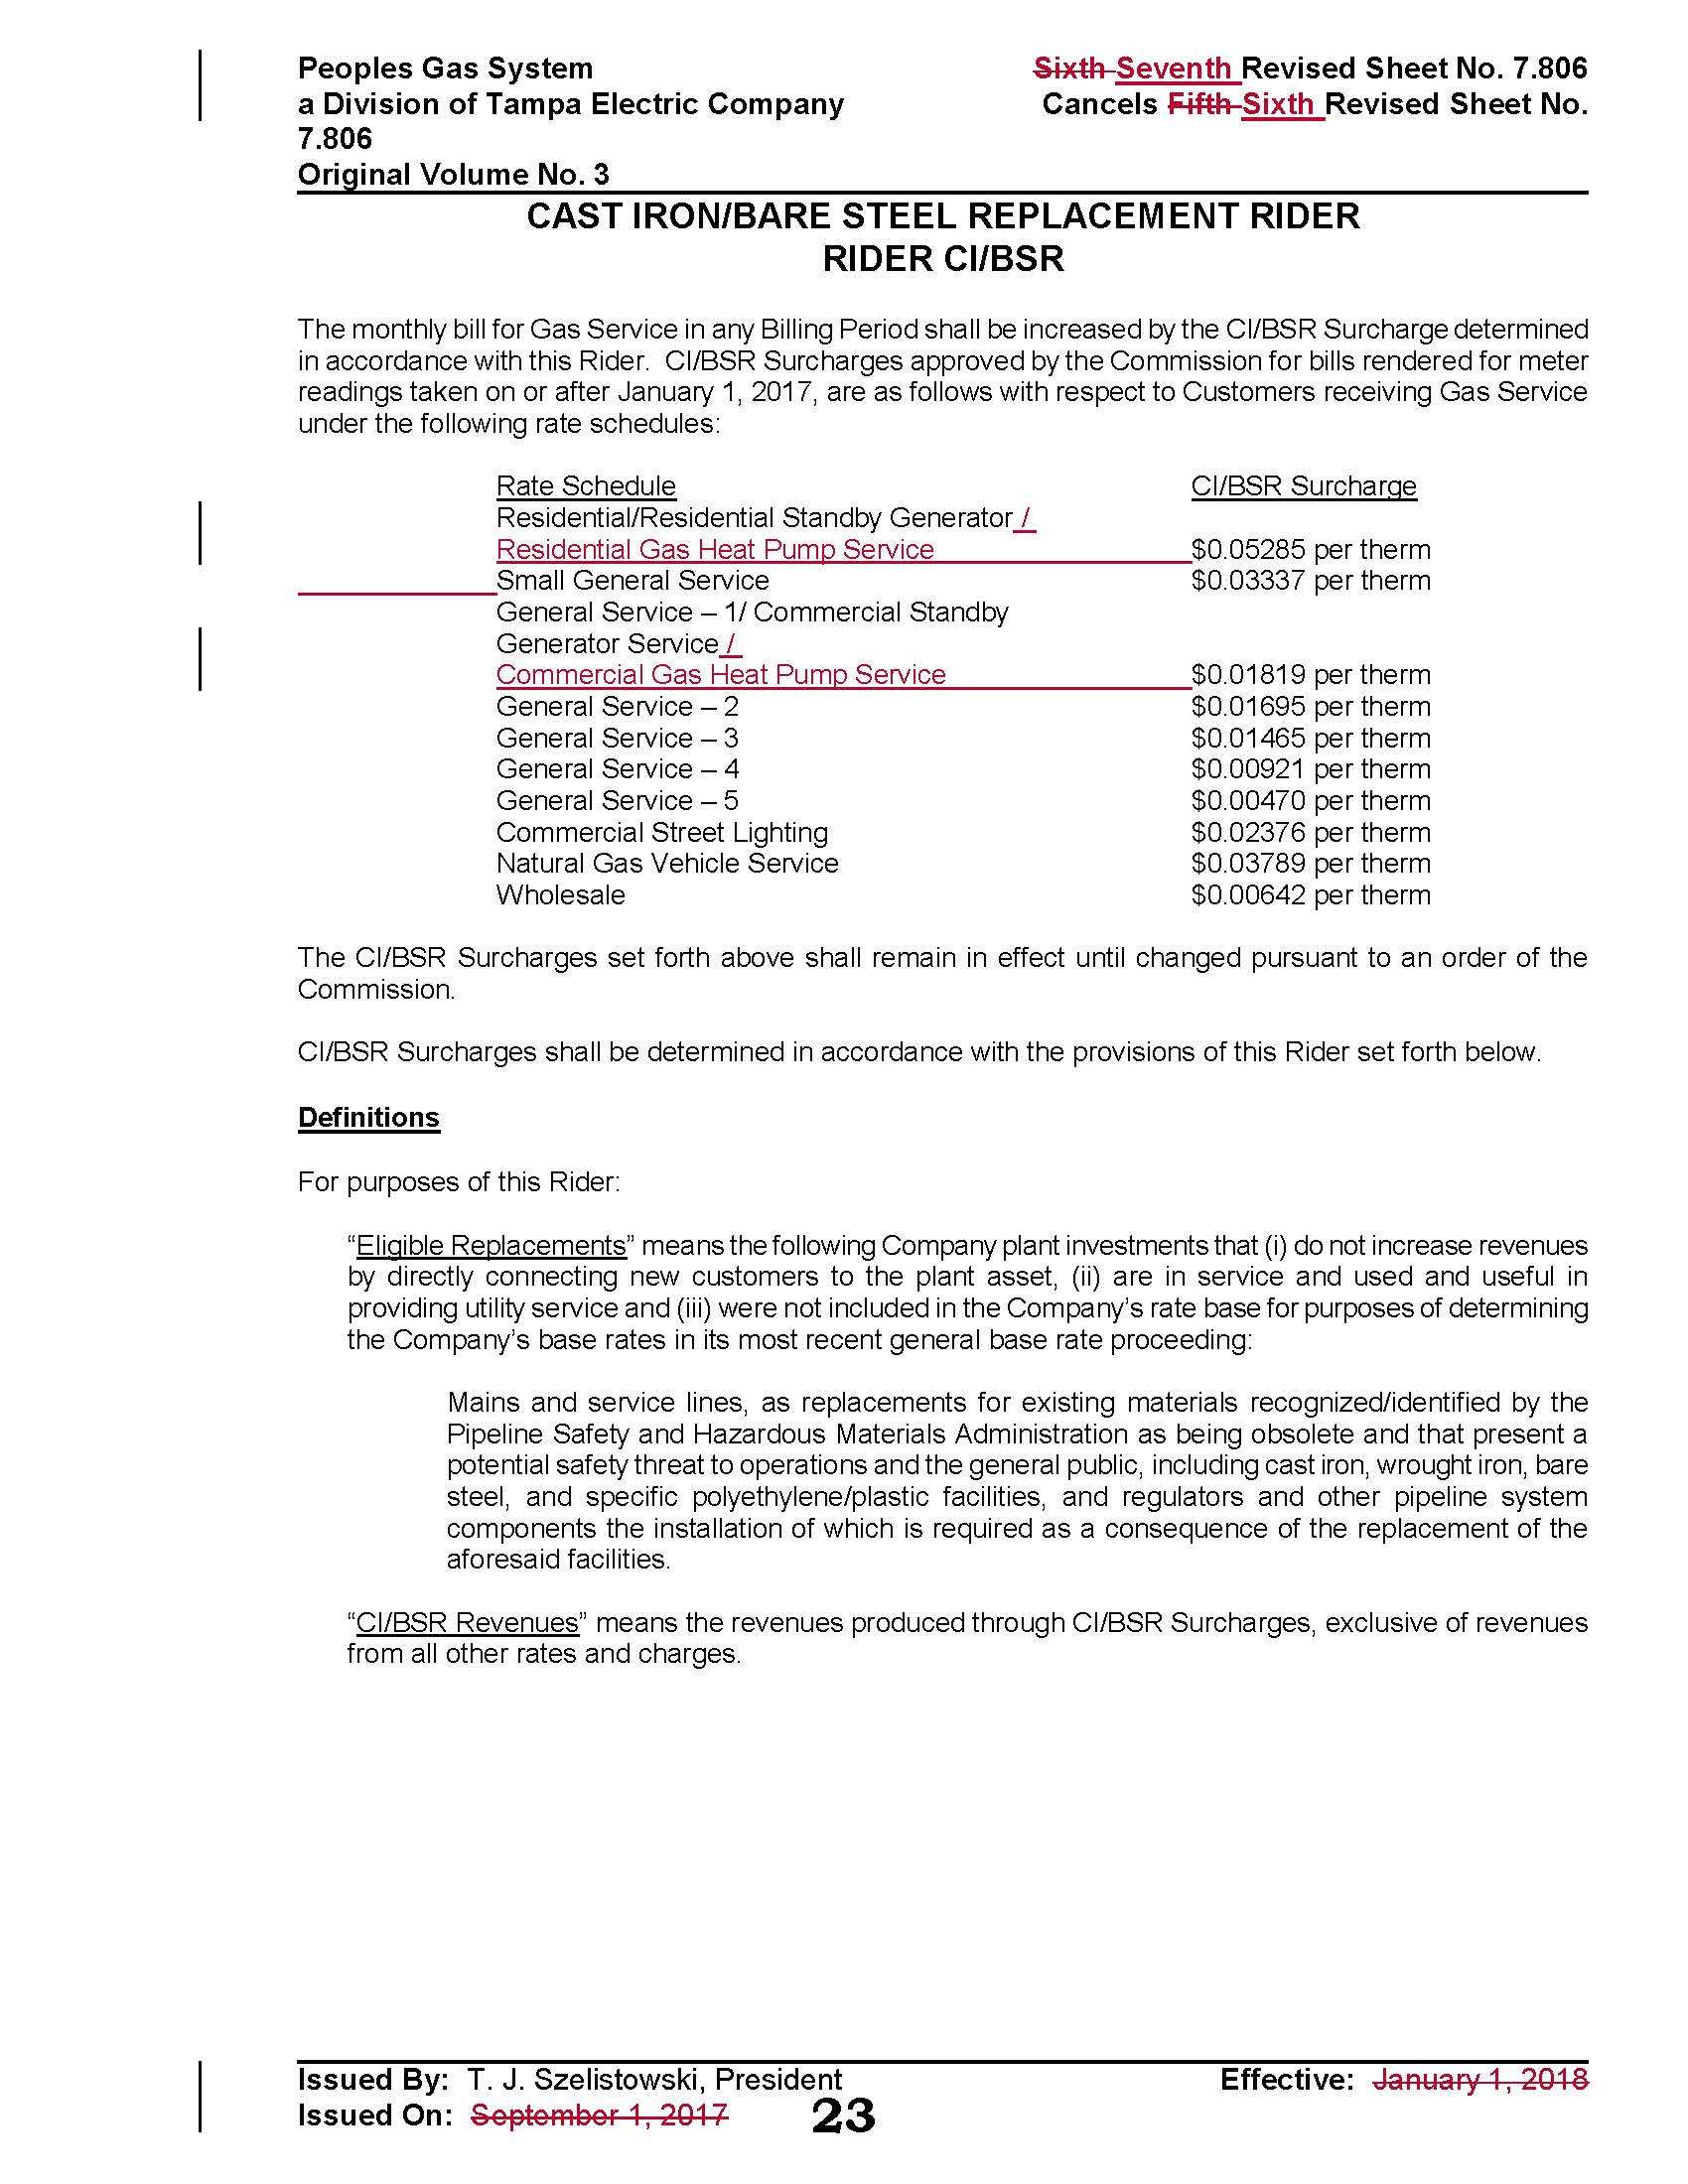 Peoples Gas System Sixth Seventh Revised Sheet No. 7.806
a Division of Tampa Electric Company Cancels Fifth Sixth Revised Sheet No.
7.806
Original Volume No. 3
CAST IRON/BARE STEEL REPLACEMENT RIDER
RIDER CI/BSR
The monthly bill for Gas Service in any Billing Period shall be increased by the CI/BSR Surcharge determined
in accordance with this Rider. CI/BSR Surcharges approved by the Commission for bills rendered for meter
readings taken on or after January 1, 2017, are as follows with respect to Customers receiving Gas Service
under the following rate schedules:
Rate Schedule CI/BSR Surcharge
Residential/Residential Standby Generator /
Residential Gas Heat Pump Service $0.05285 per therm
Small General Service $0.03337 per therm
General Service – 1/ Commercial Standby
Generator Service /
Commercial Gas Heat Pump Service $0.01819 per therm
General Service – 2 $0.01695 per therm
General Service – 3 $0.01465 per therm
General Service – 4 $0.00921 per therm
General Service – 5 $0.00470 per therm
Commercial Street Lighting $0.02376 per therm
Natural Gas Vehicle Service $0.03789 per therm
Wholesale $0.00642 per therm
The CI/BSR Surcharges set forth above shall remain in effect until changed pursuant to an order of the
Commission.
CI/BSR Surcharges shall be determined in accordance with the provisions of this Rider set forth below.
Definitions
For purposes of this Rider:
“Eligible Replacements” means the following Company plant investments that (i) do not increase revenues
by directly connecting new customers to the plant asset, (ii) are in service and used and useful in
providing utility service and (iii) were not included in the Company’s rate base for purposes of determining
the Company’s base rates in its most recent general base rate proceeding:
Mains and service lines, as replacements for existing materials recognized/identified by the
Pipeline Safety and Hazardous Materials Administration as being obsolete and that present a
potential safety threat to operations and the general public, including cast iron, wrought iron, bare
steel, and specific polyethylene/plastic facilities, and regulators and other pipeline system
components the installation of which is required as a consequence of the replacement of the
aforesaid facilities.
“CI/BSR Revenues” means the revenues produced through CI/BSR Surcharges, exclusive of revenues
from all other rates and charges.
Issued By: T. J. Szelistowski, President Effective: January 1, 2018
Issued On: September 1, 2017 23